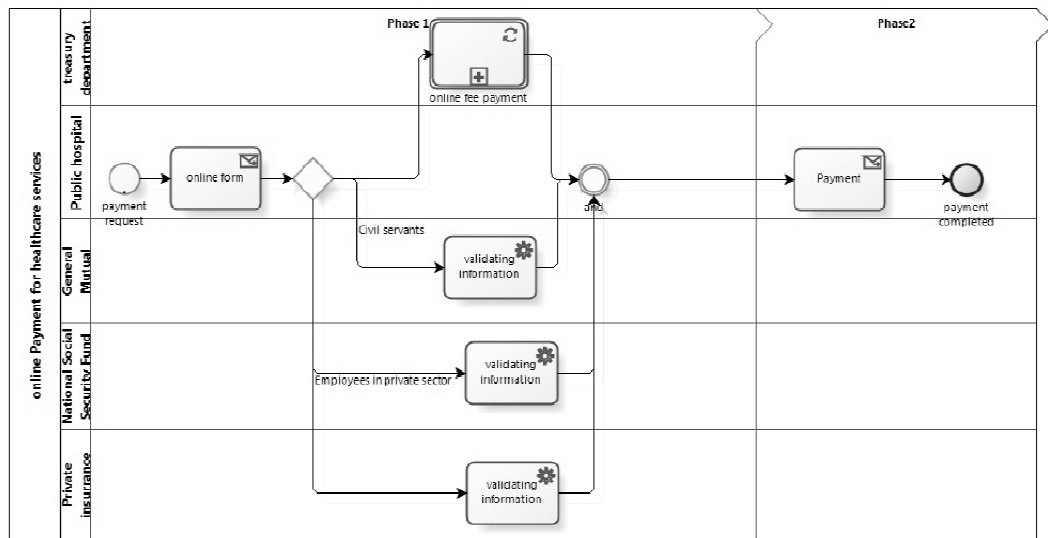 online Payment for healthcare services
Phase 1
Phase2
treasury
department
online fee payment
Public hospital
payment
request
online form
and
Payment
payment
completed
General
Mutual
Civil servants
validating
information
National Social
Security Fund
Employees in private sector
validating
information
Private
insurrance
validating
information